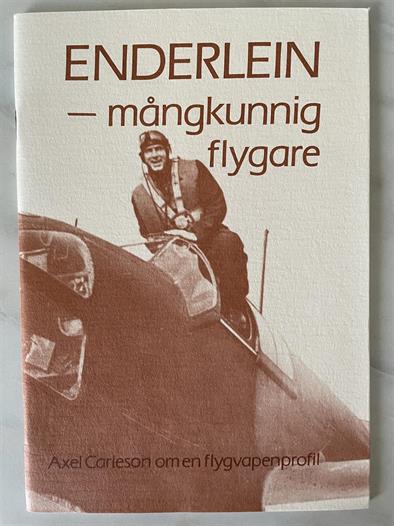 ENDERLEIN
– mångkunnig
flygare
Axel Carleson om en flygvapenprofil